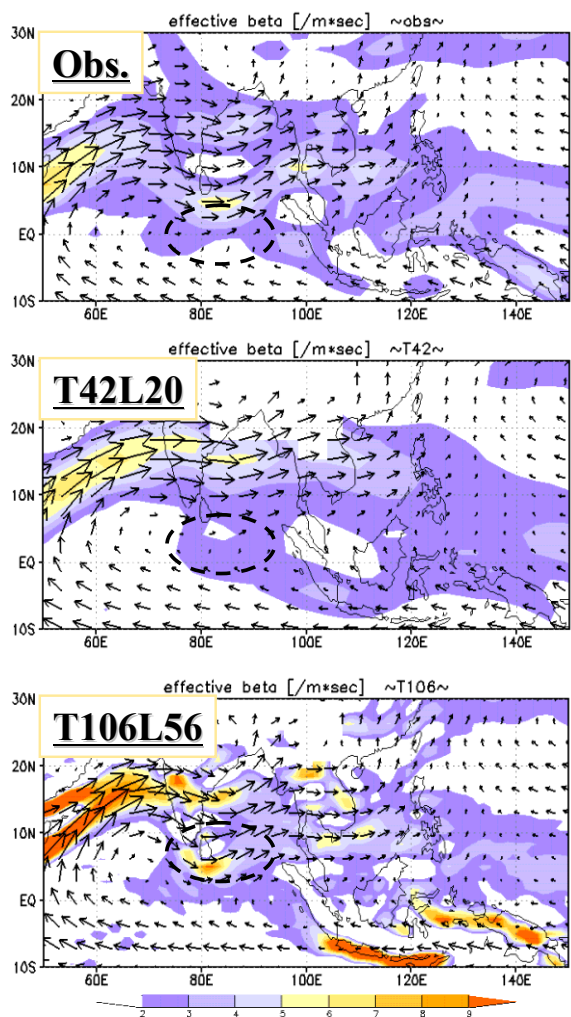 effective beta [/m*sec] ~obs~
Obs.
30N
20N
10N
EQ
10S
60E 80E 100E 120E 140E
effective beta [/m*sec] ~T42~
T42L20
30N
20N
10N
EQ
10S
60E 80E 100E 120E 140E
effective beta [/m*sec] ~T106~
T106L56
30N
20N
10N
EQ
10S
60E 80E 100E 120E 140E
2 3 4 5 6 7 8 9